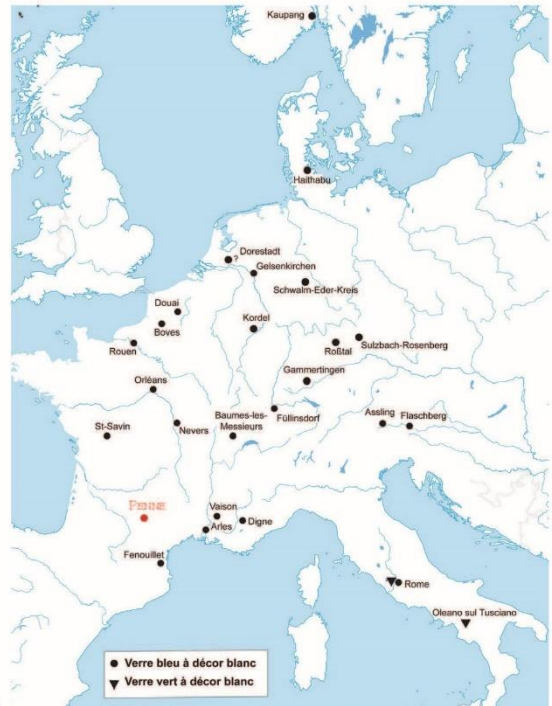 Kaupang
Haithabu
Dorestadt
?
Gelsenkirchen
Schwalm-Eder-Kreis
Douai
Boves
Kordel
Rouen
Roßtal
Sulzbach-Rosenberg
Gammertingen
Orléans
Füllinsdorf
Baumes-les-
Messieurs
Nevers
St-Savin
Assling
Flaschberg
Vaison
Digne
Arles
Fenouillet
Rome
Oleano sul Tusciano
Verre bleu à décor blanc
Verre vert à décor blanc